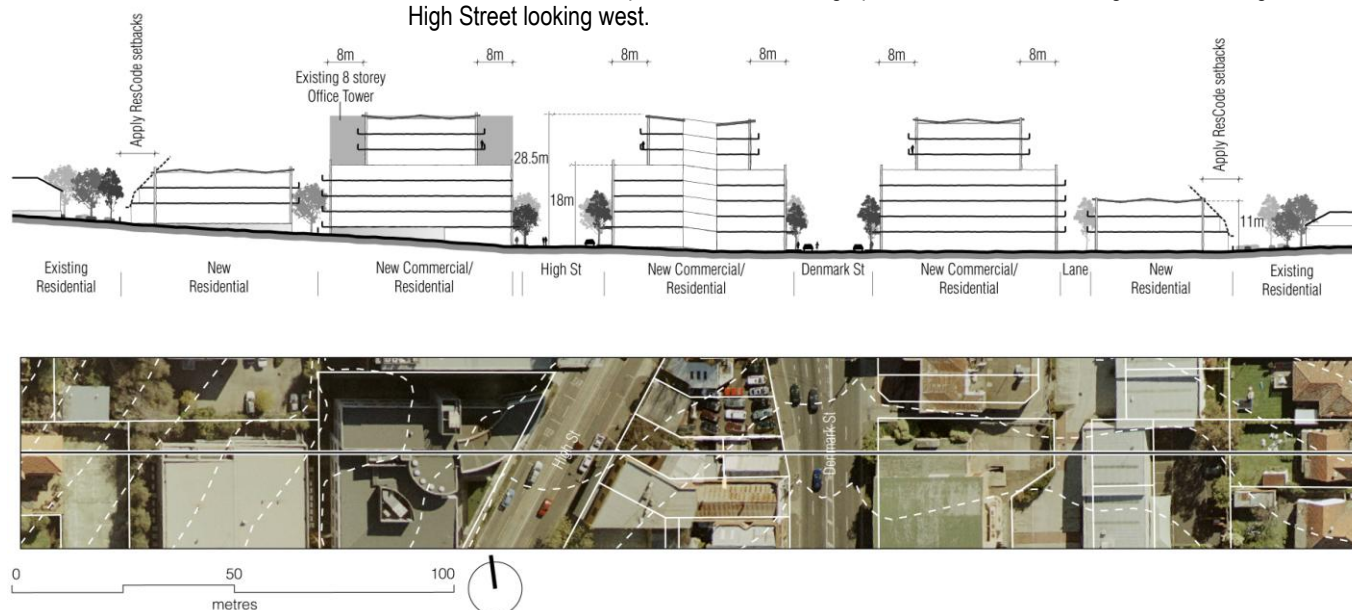 High Street looking west.
8m
8m
8m
8m
8m
8m
Apply ResCode setbacks
Existing 8 storey
Office Tower
28.5m
18m
Apply ResCode setbacks
11m
Existing
Residential
New
Residential
New Commercial/
Residential
High St
New Commercial/
Residential
Denmark St
New Commercial/
Residential
Lane
New
Residential
Existing
Residential
High St
Denmark St
0
50
100
metres